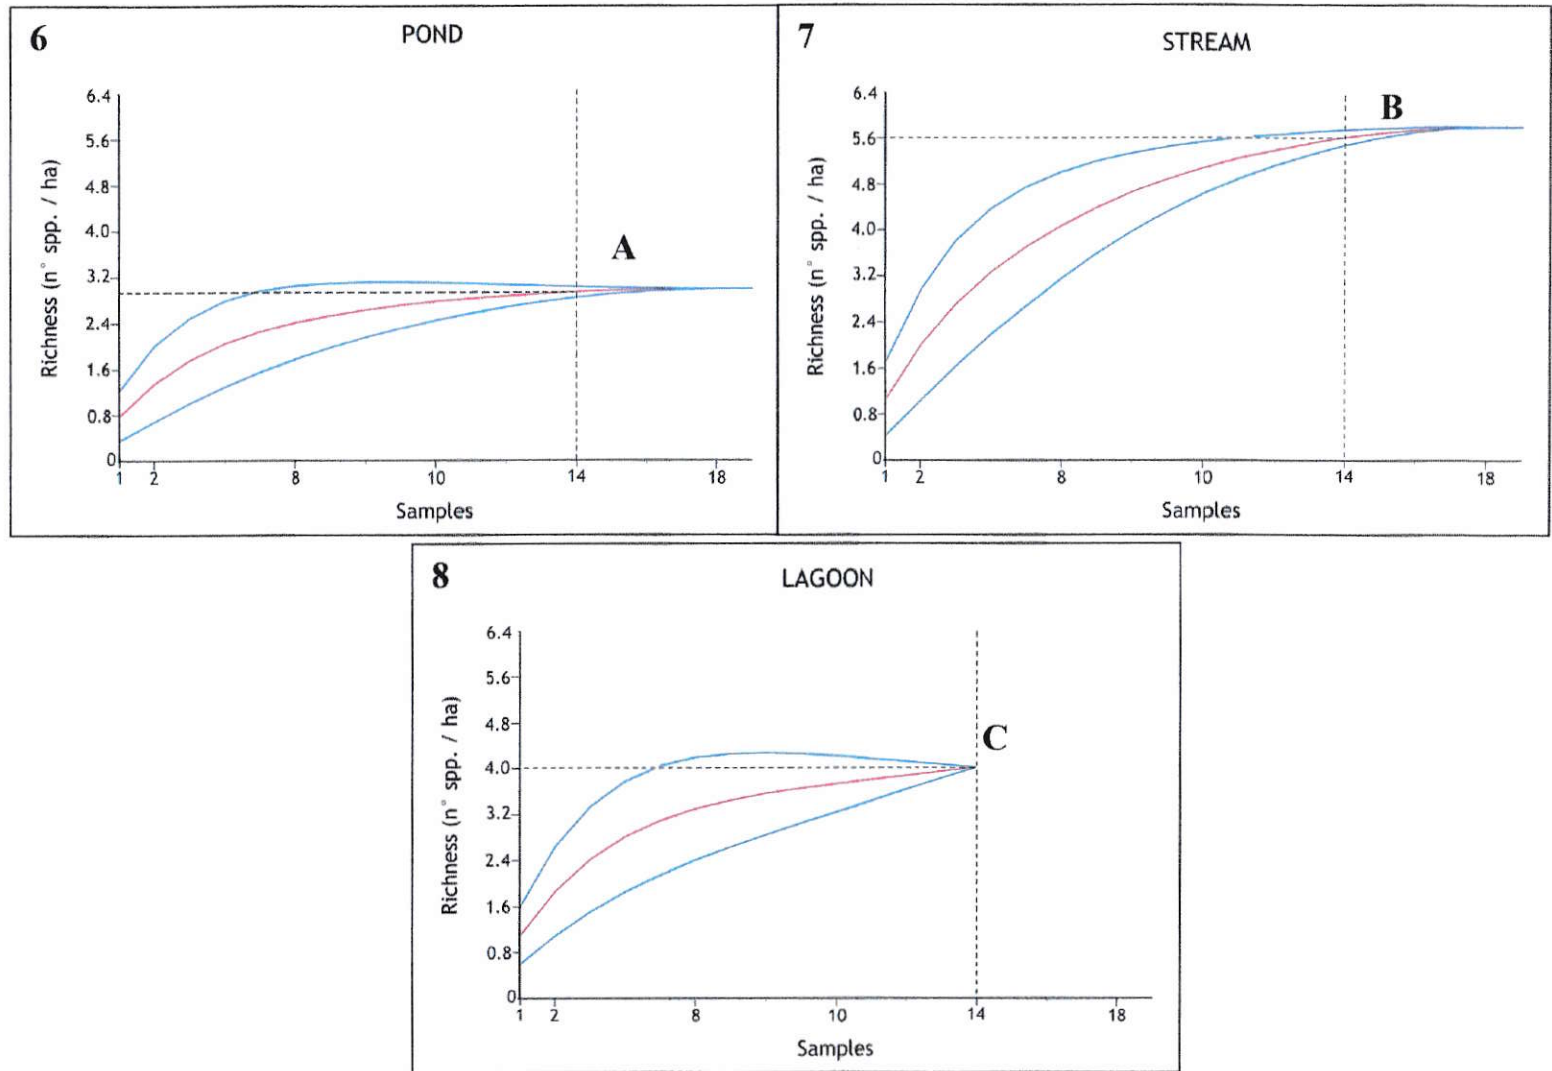 6
POND
6.4
5.6
4.8
4.0
3.2
2.4
1.6
0.8
0
Richness (n° spp. / ha)
A
1 2 8 10 14 18
Samples
7
STREAM
6.4
5.6
4.8
4.0
3.2
2.4
1.6
0.8
0
Richness (n° spp. / ha)
B
1 2 8 10 14 18
Samples
8
LAGOON
6.4
5.6
4.8
4.0
3.2
2.4
1.6
0.8
0
Richness (n° spp. / ha)
C
1 2 8 10 14 18
Samples